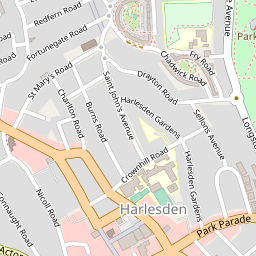 Redfern Road
Avenue
Park
Fortunegate Road
Fry Road
Chadwick Road
St Mary's Road
Drayton Road
Charlton Road
Burns Road
Saint John's Avenue
Harlesden Gardens
Sellons Avenue
Longstone
Crownhill Road
Harlesden Gardens
Nicoll Road
Harlesden
Connaught Road
Park Parade
Acton